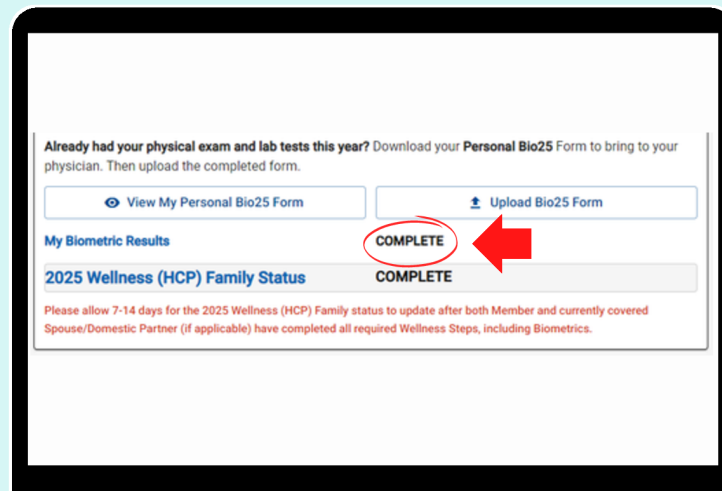 Already had your physical exam and lab tests this year? Download your Personal Bio25 Form to bring to your
physician. Then upload the completed form.
View My Personal Bio25 Form
Upload Bio25 Form
My Biometric Results COMPLETE
2025 Wellness (HCP) Family Status COMPLETE
Please allow 7-14 days for the 2025 Wellness (HCP) Family status to update after both Member and currently covered
Spouse/Domestic Partner (if applicable) have completed all required Wellness Steps, including Biometrics.